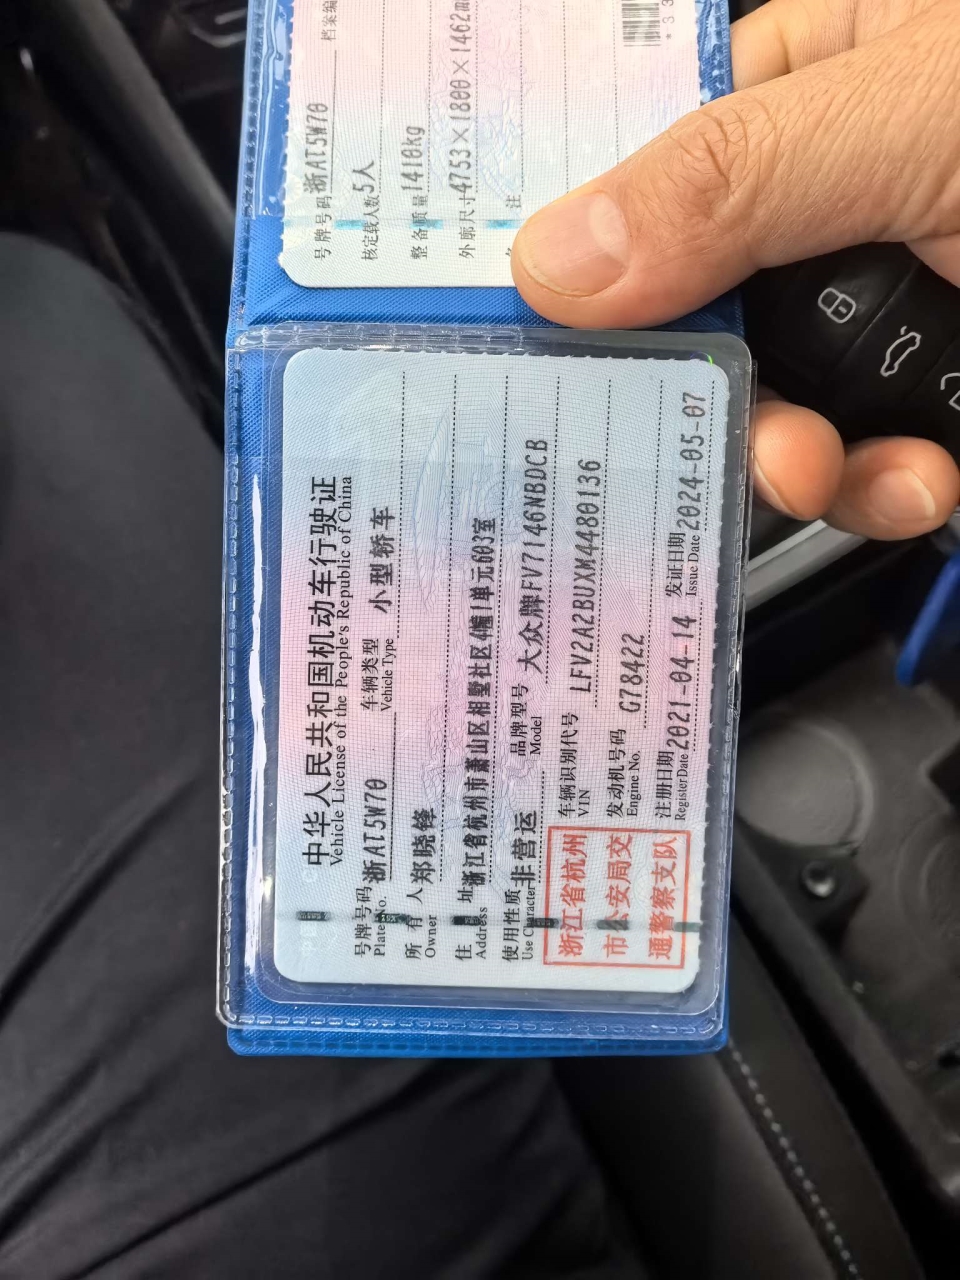 中华人民共和国机动车行驶证
Vehicle License of the People's Republic of China
号牌号码 浙AT5W70 车辆类型 小型轿车
Plate No. Vehicle Type
所有人 郑晓锋
Owner
住址 浙江省杭州市萧山区相墅社区4幢1单元603室
Address
使用性质 非营运 品牌型号 大众牌FV7146NBDCB
Use Character Model
浙江省杭州
市公安局交
通警察支队
车辆识别代号 LFV2A2BUXM4480136
VIN
发动机号码 G78422
Engine No.
注册日期 2021-04-14 发证日期 2024-05-07
Register Date Issue Date
号牌号码 浙AT5W70 档案编
核定载人数 5人
整备质量 1410kg
外廓尺寸 4753×1800×1462m
注